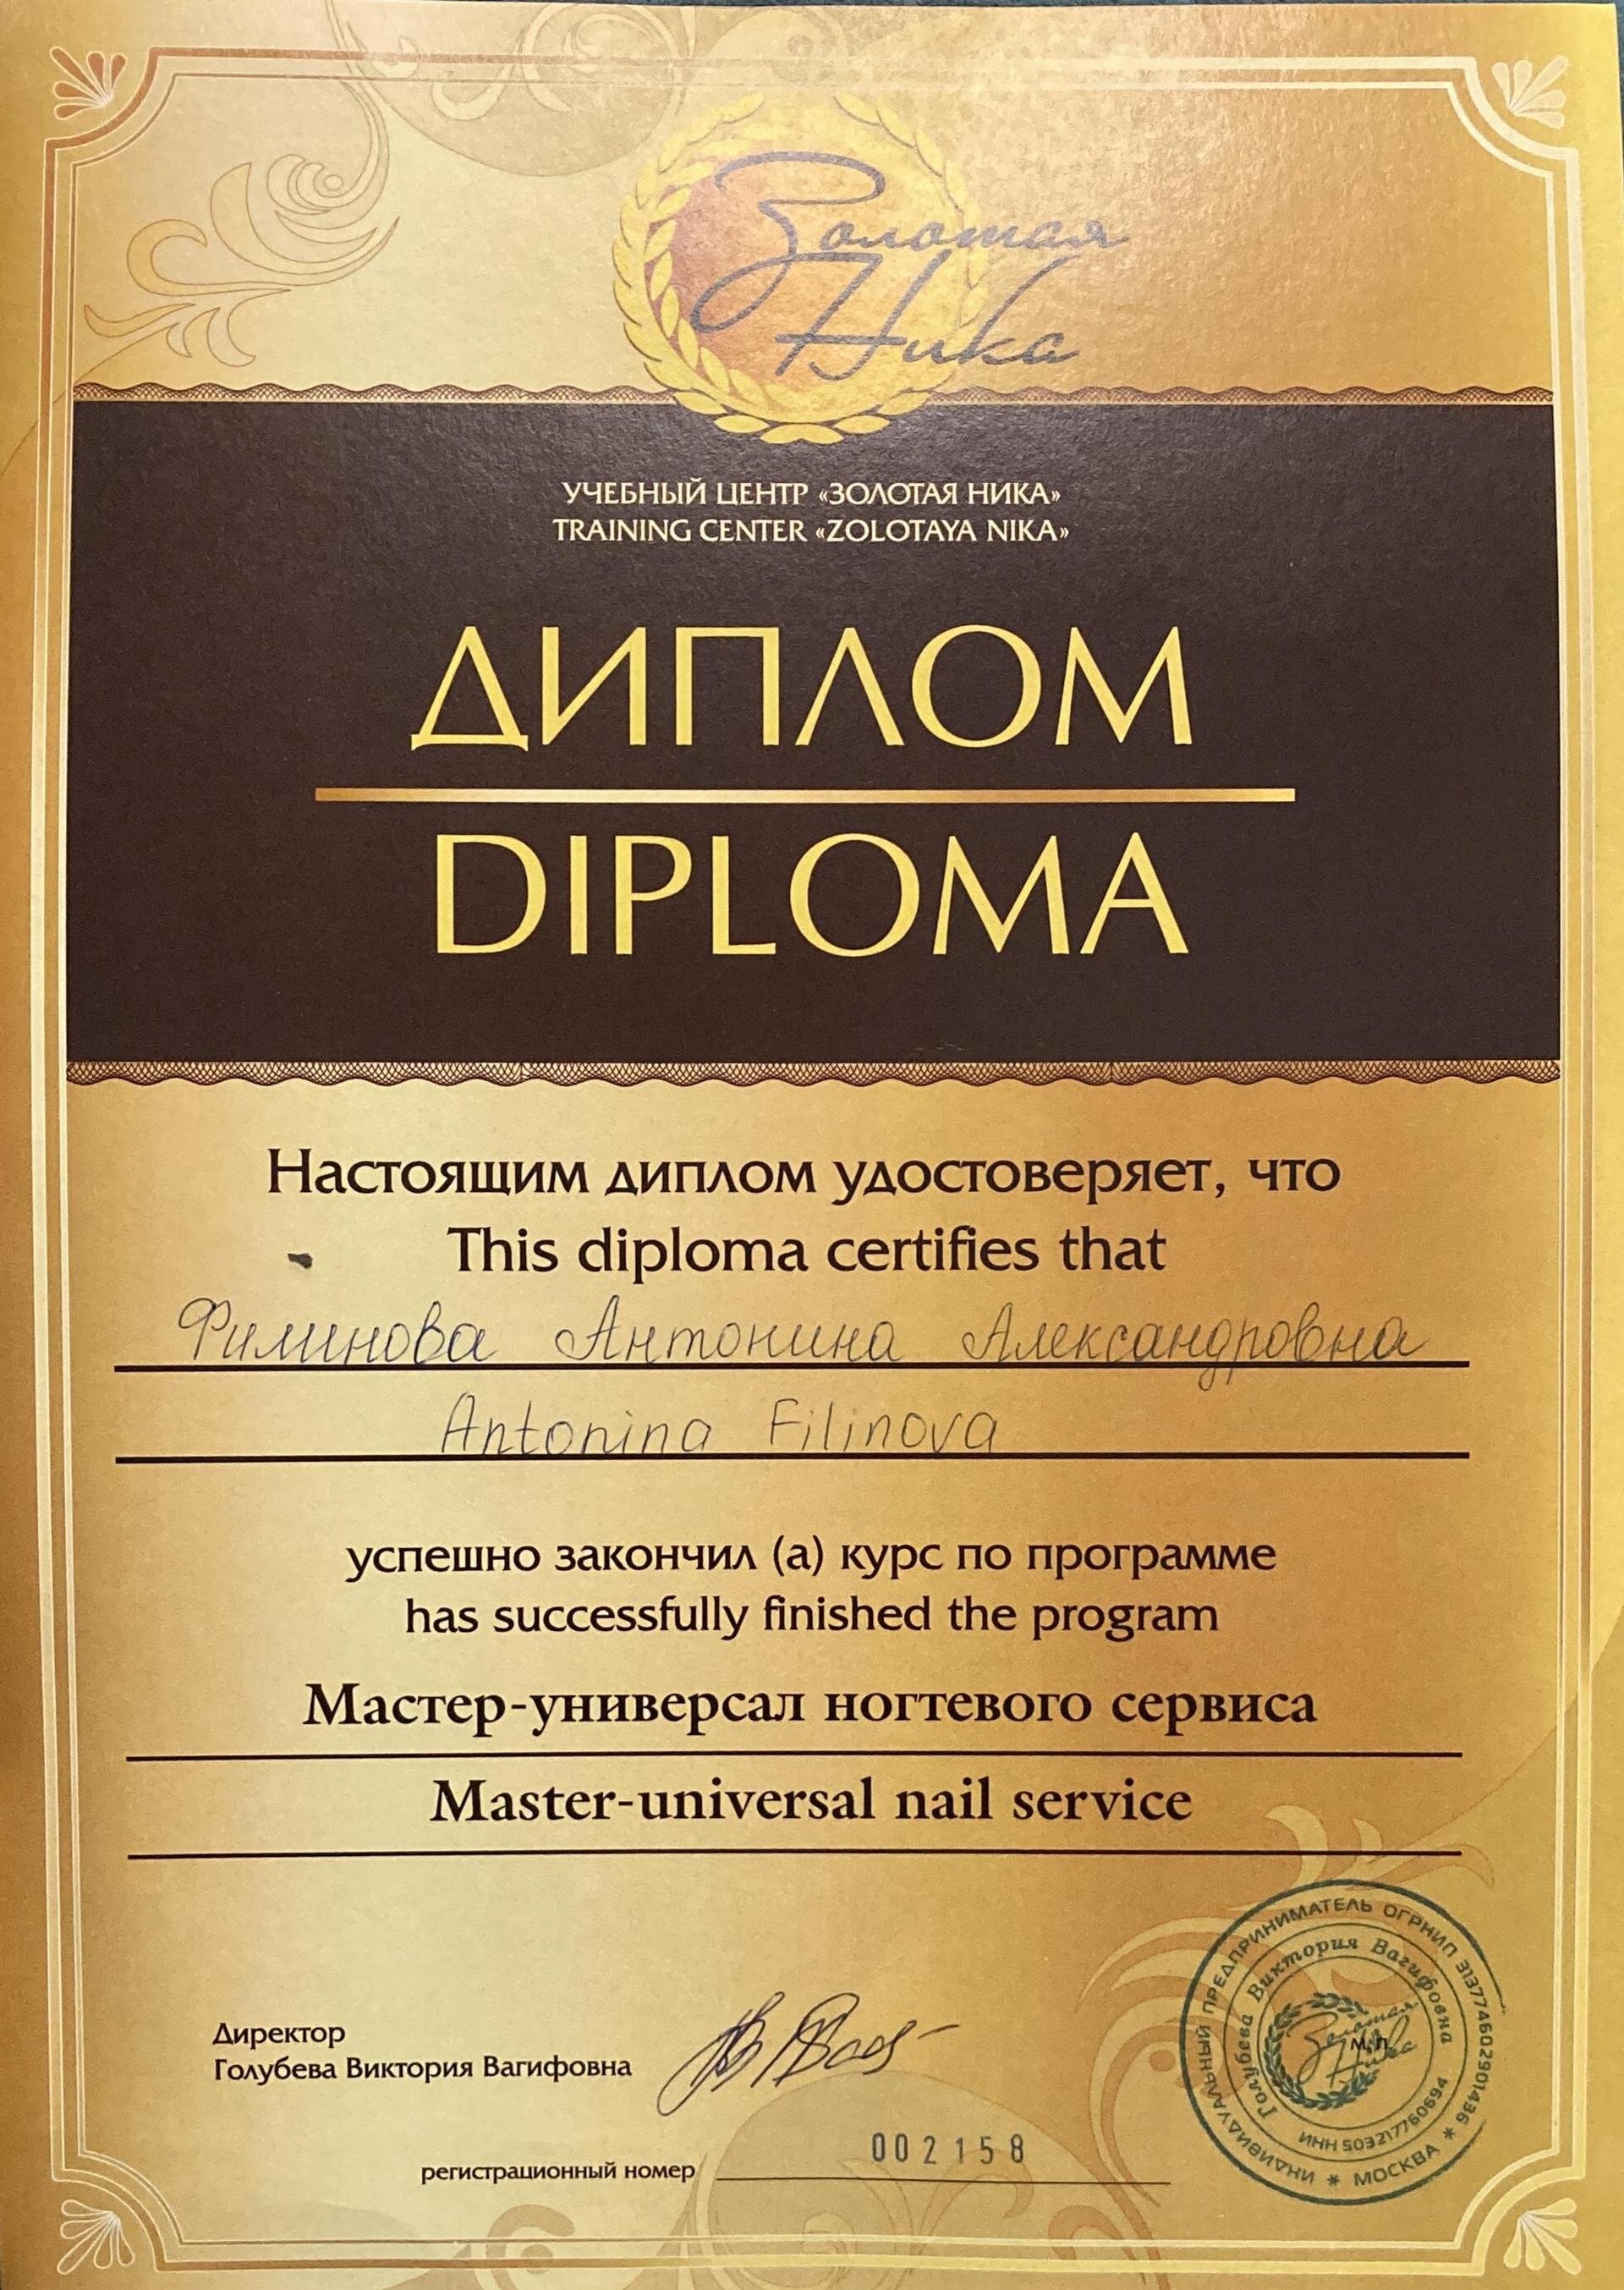 Золотая
Ника
УЧЕБНЫЙ ЦЕНТР «ЗОЛОТАЯ НИКА»
TRAINING CENTER «ZOLOTAYA NIKA»
ДИПЛОМ
DIPLOMA
Настоящим диплом удостоверяет, что
This diploma certifies that
Филинова Антонина Александровна
Antonina Filinova
успешно закончил (а) курс по программе
has successfully finished the program
Мастер-универсал ногтевого сервиса
Master-universal nail service
Директор
Голубева Виктория Вагифовна
регистрационный номер 002158
ИНДИВИДУАЛЬНЫЙ ПРЕДПРИНИМАТЕЛЬ ОГРНИП 313774602901436 * МОСКВА *
Голубева Виктория Вагифовна
ИНН 503217760694
Золотая
Ника